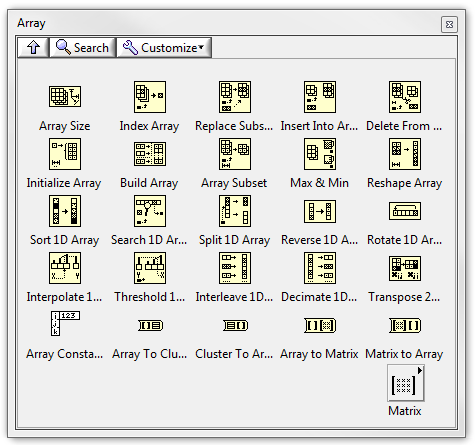 Array
Search Customize
Array Size Index Array Replace Subs... Insert Into Ar... Delete From ...
Initialize Array Build Array Array Subset Max & Min Reshape Array
Sort 1D Array Search 1D Ar... Split 1D Array Reverse 1D A... Rotate 1D Ar...
Interpolate 1... Threshold 1... Interleave 1D... Decimate 1D... Transpose 2...
123
Array Consta... Array To Clu... Cluster To Ar... Array to Matrix Matrix to Array
Matrix